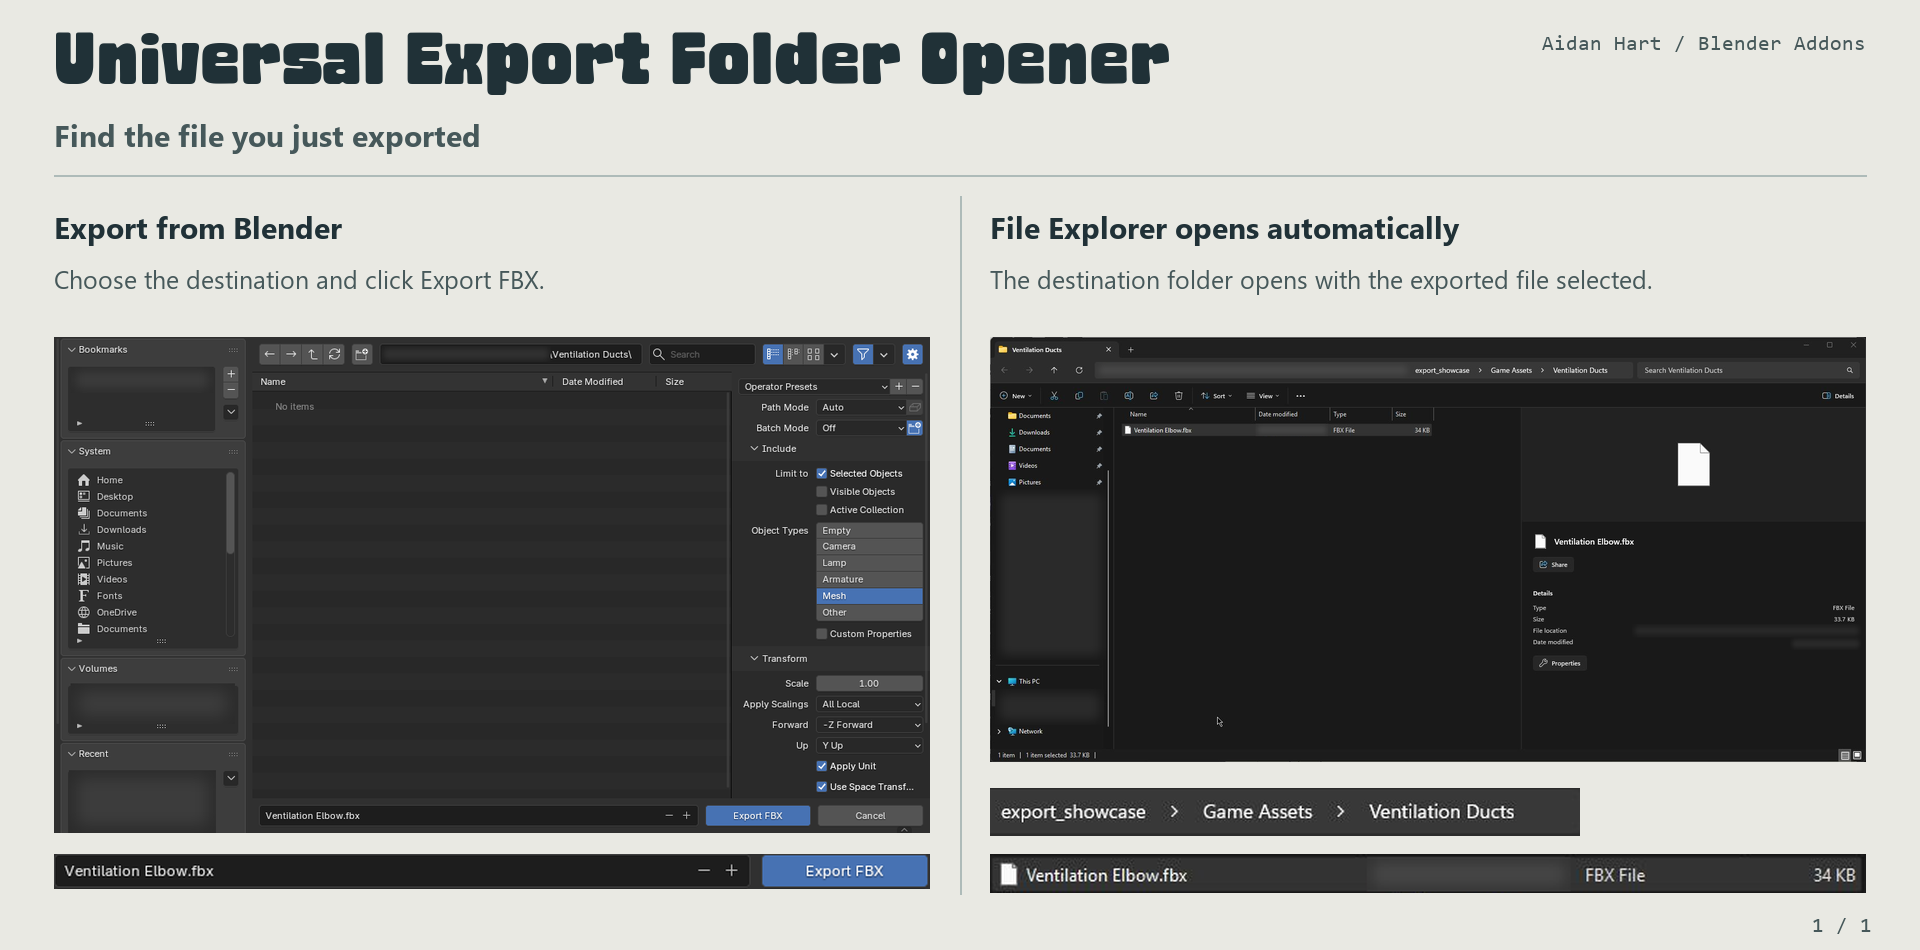 Universal Export Folder Opener
Aidan Hart / Blender Addons
Find the file you just exported
Export from Blender
Choose the destination and click Export FBX.
Bookmarks
System
Home
Desktop
Documents
Downloads
Music
Pictures
Videos
Fonts
OneDrive
Documents
Volumes
Recent
\Ventilation Ducts\
Search
Name
Date Modified
Size
No items
Operator Presets
Path Mode Auto
Batch Mode Off
Include
Limit to Selected Objects
Visible Objects
Active Collection
Object Types Empty
Camera
Lamp
Armature
Mesh
Other
Custom Properties
Transform
Scale 1.00
Apply Scalings All Local
Forward -Z Forward
Up Y Up
Apply Unit
Use Space Transf...
Ventilation Elbow.fbx
Export FBX
Cancel
Ventilation Elbow.fbx
Export FBX
File Explorer opens automatically
The destination folder opens with the exported file selected.
Ventilation Ducts
export_showcase > Game Assets > Ventilation Ducts
Search Ventilation Ducts
New
Sort
View
Details
Documents
Downloads
Documents
Videos
Pictures
This PC
Network
Name
Date modified
Type
Size
Ventilation Elbow.fbx FBX File 34 KB
Ventilation Elbow.fbx
Share
Details
Type FBX File
Size 33.7 KB
File location
Date modified
Properties
1 item | 1 item selected 33.7 KB |
export_showcase > Game Assets > Ventilation Ducts
Ventilation Elbow.fbx FBX File 34 KB
1 / 1